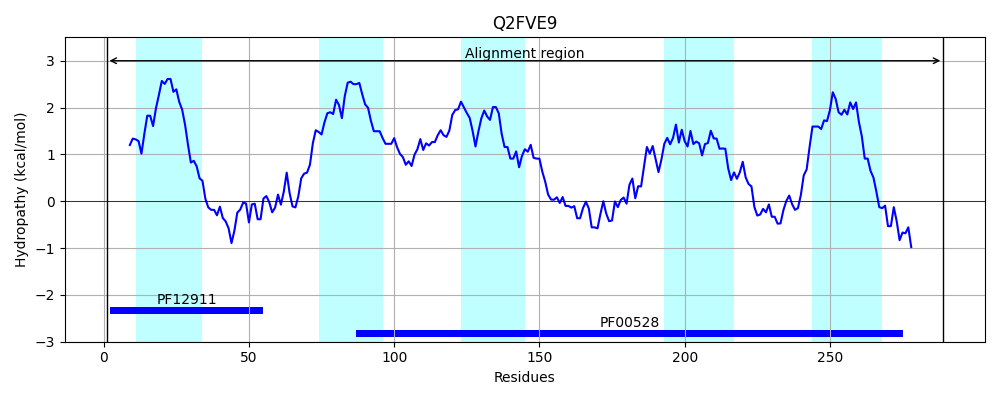 Q2FVE9
Alignment region
3
2
1
0
−1
−2
−3
Hydropathy (kcal/mol)
PF12911
PF00528
0 50 100 150 200 250
Residues